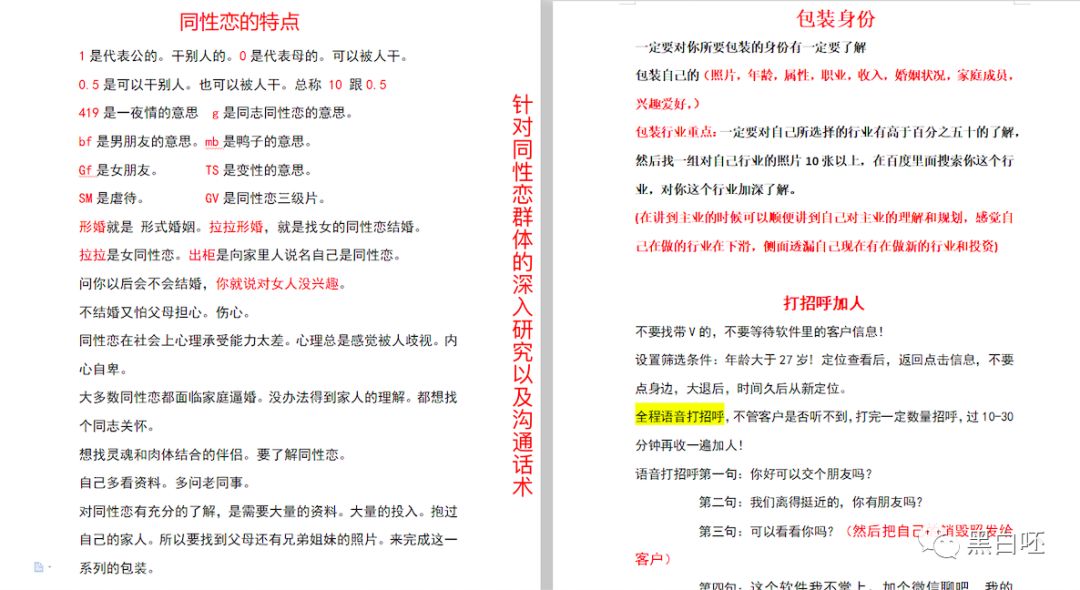 同性恋的特点
1是代表公的。干别人的。0是代表母的。可以被人干。
0.5是可以干别人。也可以被人干。总称 10 跟0.5
419是一夜情的意思 g是同志同性恋的意思。
bf是男朋友的意思。mb是鸭子的意思。
Gf是女朋友。 TS是变性的意思。
SM是虐待。 GV是同性恋三级片。
形婚就是 形式婚姻。拉拉形婚，就是找女的同性恋结婚。
拉拉是女同性恋。出柜是向家里人说名自己是同性恋。
问你以后会不会结婚，你就说对女人没兴趣。
不结婚又怕父母担心。伤心。
同性恋在社会上心理承受能力太差。心理总是感觉被人歧视。内
心自卑。
大多数同性恋都面临家庭逼婚。没办法得到家人的理解。都想找
个同志关怀。
想找灵魂和肉体结合的伴侣。要了解同性恋。
自己多看资料。多问老同事。
对同性恋有充分的了解，是需要大量的资料。大量的投入。抱过
自己的家人。所以要找到父母还有兄弟姐妹的照片。来完成这一
系列的包装。
针对同性恋群体的深入研究以及沟通话术
包装身份
一定要对你所要包装的身份有一定要了解
包装自己的（照片，年龄，属性，职业，收入，婚姻状况，家庭成员，
兴趣爱好，）
包装行业重点：一定要对自己所选择的行业有高于百分之五十的了解，
然后找一组对自己行业的照片10张以上，在百度里面搜索你这个行
业，对你这个行业加深了解。
(在讲到主业的时候可以顺便讲到自己对主业的理解和规划，感觉自
己在做的行业在下滑，侧面透漏自己现在有在做新的行业和投资)
打招呼加人
不要找带V的，不要等待软件里的客户信息！
设置筛选条件：年龄大于27岁！定位查看后，返回点击信息，不要
点身边，大退后，时间久后从新定位。
全程语音打招呼，不管客户是否听不到，打完一定数量招呼，过10-30
分钟再收一遍加人！
语音打招呼第一句：你好可以交个朋友吗？
第二句：我们离得挺近的，你有朋友吗？
第三句：可以看看你吗？（然后把自己 销毁照发给
客户）
第四句：这个软件我不常上，加个微信聊吧，我的
黑白呸